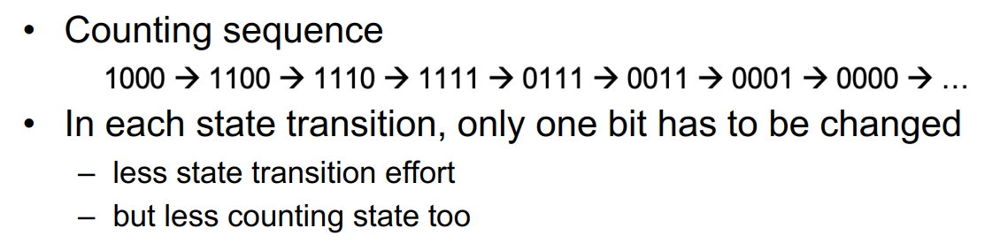 • Counting sequence
1000 → 1100 → 1110 → 1111 → 0111 → 0011 → 0001 → 0000 → ...
• In each state transition, only one bit has to be changed
– less state transition effort
– but less counting state too